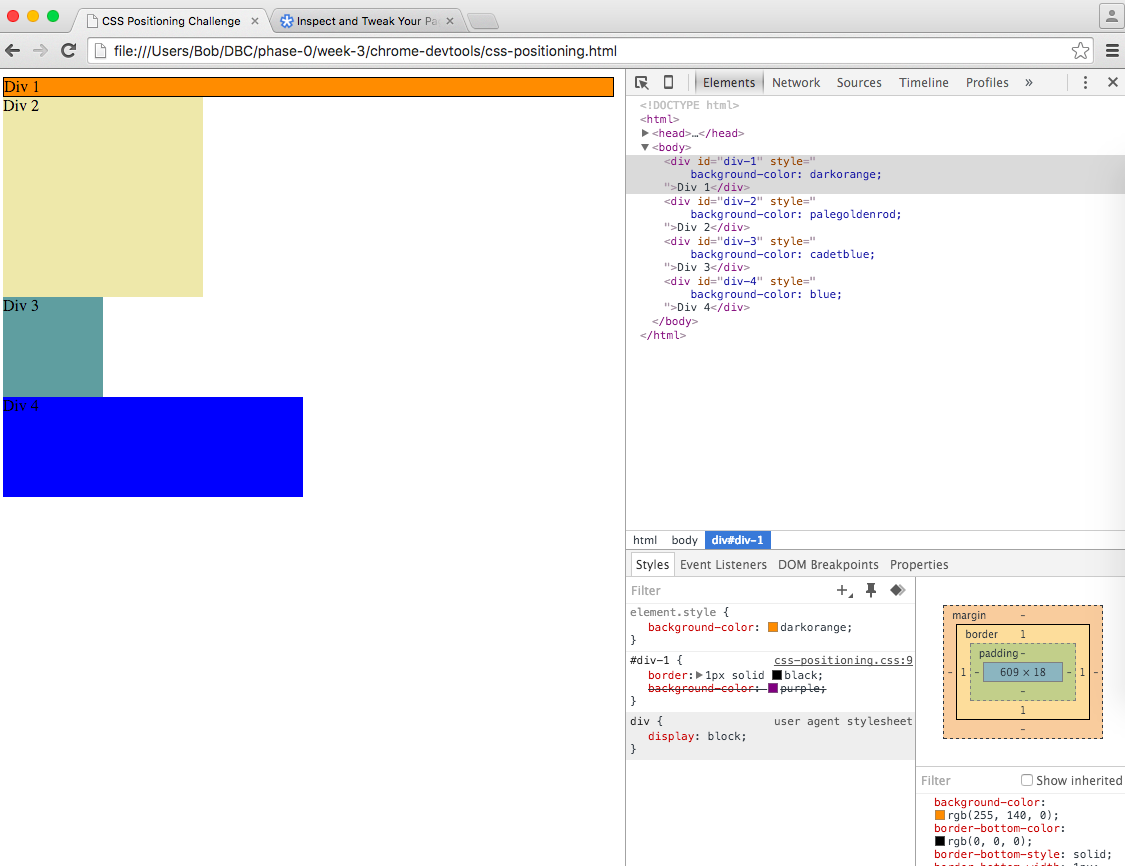 CSS Positioning Challenge
Inspect and Tweak Your Pa
file:///Users/Bob/DBC/phase-0/week-3/chrome-devtools/css-positioning.html
Div 1
Div 2
Div 3
Div 4
Elements Network Sources Timeline Profiles »
<!DOCTYPE html>
<html>
<head>…</head>
<body>
<div id="div-1" style="
background-color: darkorange;
">Div 1</div>
<div id="div-2" style="
background-color: palegoldenrod;
">Div 2</div>
<div id="div-3" style="
background-color: cadetblue;
">Div 3</div>
<div id="div-4" style="
background-color: blue;
">Div 4</div>
</body>
</html>
html body div#div-1
Styles Event Listeners DOM Breakpoints Properties
Filter
element.style {
background-color: darkorange;
}
#div-1 { css-positioning.css:9
border: 1px solid black;
background-color: purple;
}
div { user agent stylesheet
display: block;
}
margin -
border 1
padding -
- 1 - 609 × 18 - 1 -
-
1
-
Filter Show inherited
background-color:
rgb(255, 140, 0);
border-bottom-color:
rgb(0, 0, 0);
border-bottom-style: solid;
border-bottom-width: 1px;